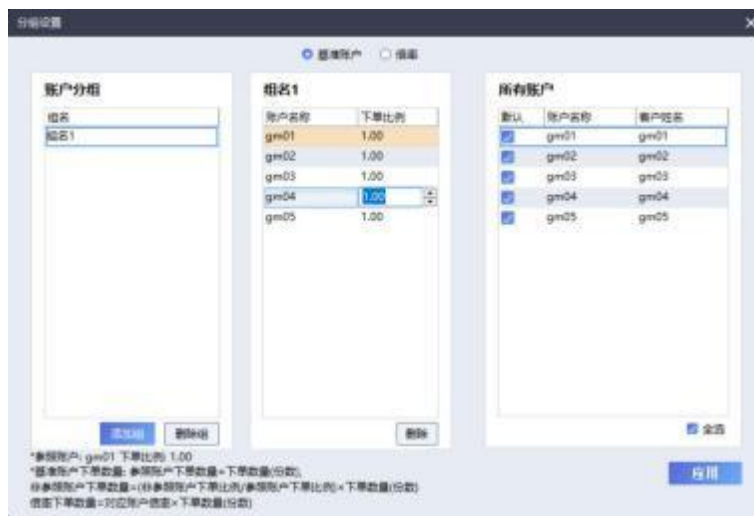 分组设置
基准账户 倍率
账户分组
组名
组名1
添加组 删除组
组名1
账户名称 下单比例
gm01 1.00
gm02 1.00
gm03 1.00
gm04 1.00
gm05 1.00
删除
所有账户
默认 账户名称 客户姓名
gm01 gm01
gm02 gm02
gm03 gm03
gm04 gm04
gm05 gm05
全选
*参照账户: gm01 下单比例: 1.00
*基准账户下单数量: 参照账户下单数量=下单数量(份数),
非参照账户下单数量=(非参照账户下单比例/参照账户下单比例)×下单数量(份数)
倍率下单数量=对应账户倍率×下单数量(份数)
应用